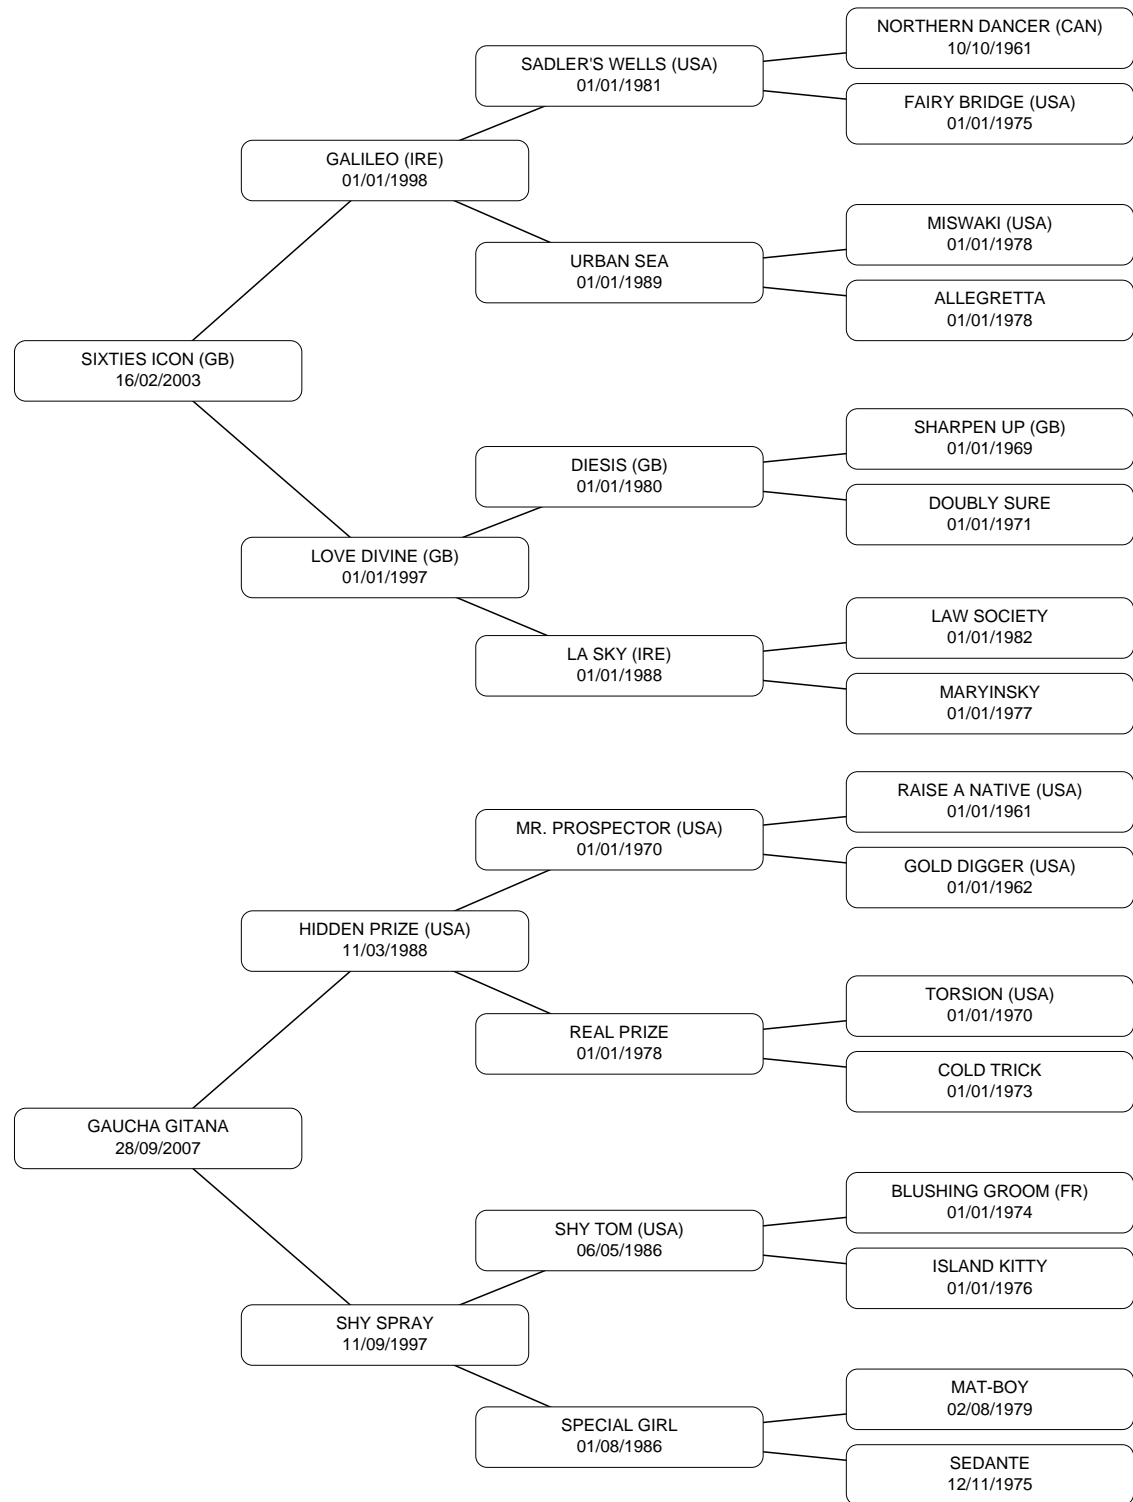 NORTHERN DANCER (CAN)
10/10/1961
SADLER'S WELLS (USA)
01/01/1981
FAIRY BRIDGE (USA)
01/01/1975
GALILEO (IRE)
01/01/1998
MISWAKI (USA)
01/01/1978
URBAN SEA
01/01/1989
ALLEGRETTA
01/01/1978
SIXTIES ICON (GB)
16/02/2003
SHARPEN UP (GB)
01/01/1969
DIESIS (GB)
01/01/1980
DOUBLY SURE
01/01/1971
LOVE DIVINE (GB)
01/01/1997
LAW SOCIETY
01/01/1982
LA SKY (IRE)
01/01/1988
MARYINSKY
01/01/1977
RAISE A NATIVE (USA)
01/01/1961
MR. PROSPECTOR (USA)
01/01/1970
GOLD DIGGER (USA)
01/01/1962
HIDDEN PRIZE (USA)
11/03/1988
TORSION (USA)
01/01/1970
REAL PRIZE
01/01/1978
COLD TRICK
01/01/1973
GAUCHA GITANA
28/09/2007
BLUSHING GROOM (FR)
01/01/1974
SHY TOM (USA)
06/05/1986
ISLAND KITTY
01/01/1976
SHY SPRAY
11/09/1997
MAT-BOY
02/08/1979
SPECIAL GIRL
01/08/1986
SEDANTE
12/11/1975